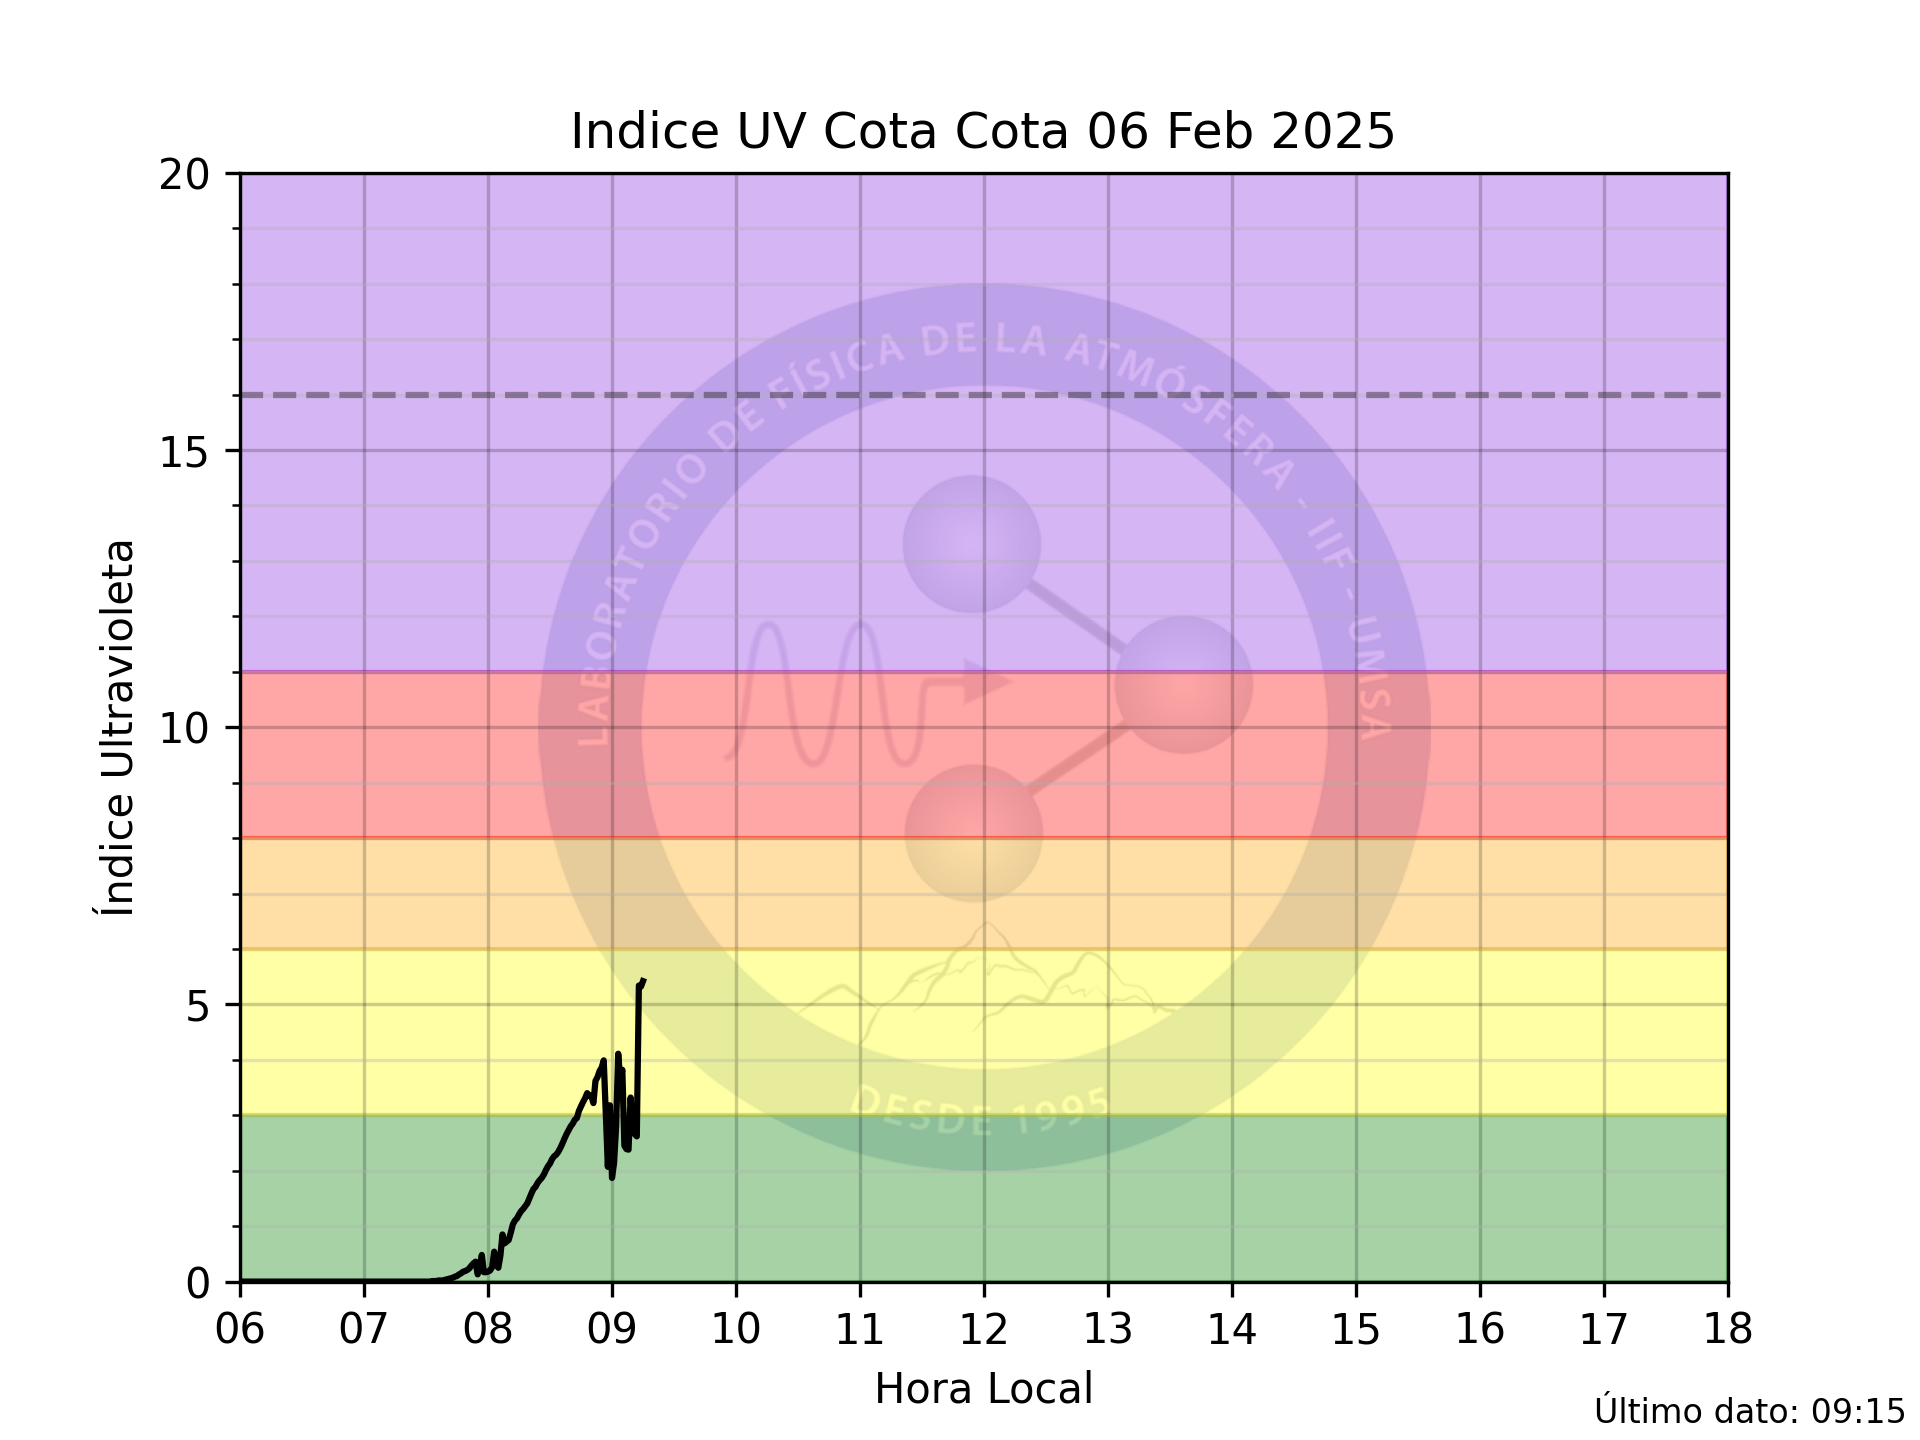 Indice UV Cota Cota 06 Feb 2025
20
15
10
5
0
Índice Ultravioleta
LABORATORIO DE FÍSICA DE LA ATMÓSFERA - IIF - UMSA
DESDE 1995
06 07 08 09 10 11 12 13 14 15 16 17 18
Hora Local
Último dato: 09:15